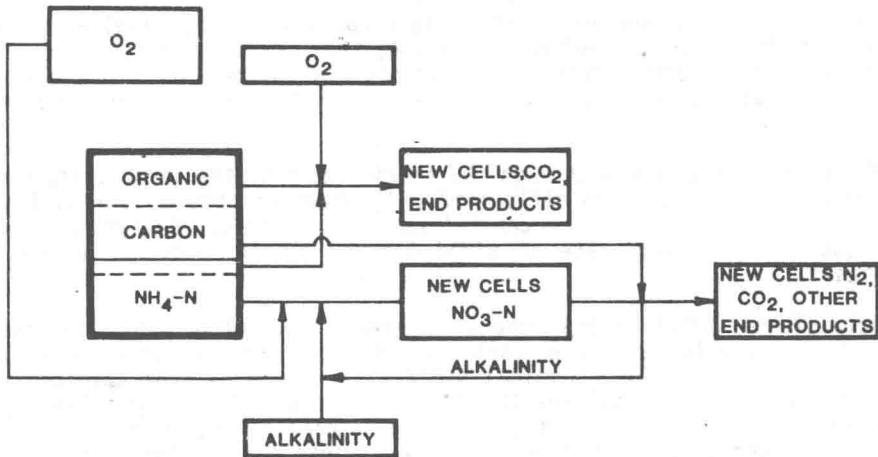 O₂
O₂
ORGANIC
CARBON
NH₄-N
NEW CELLS,CO₂,
END PRODUCTS
NEW CELLS
NO₃-N
NEW CELLS N₂,
CO₂, OTHER
END PRODUCTS
ALKALINITY
ALKALINITY